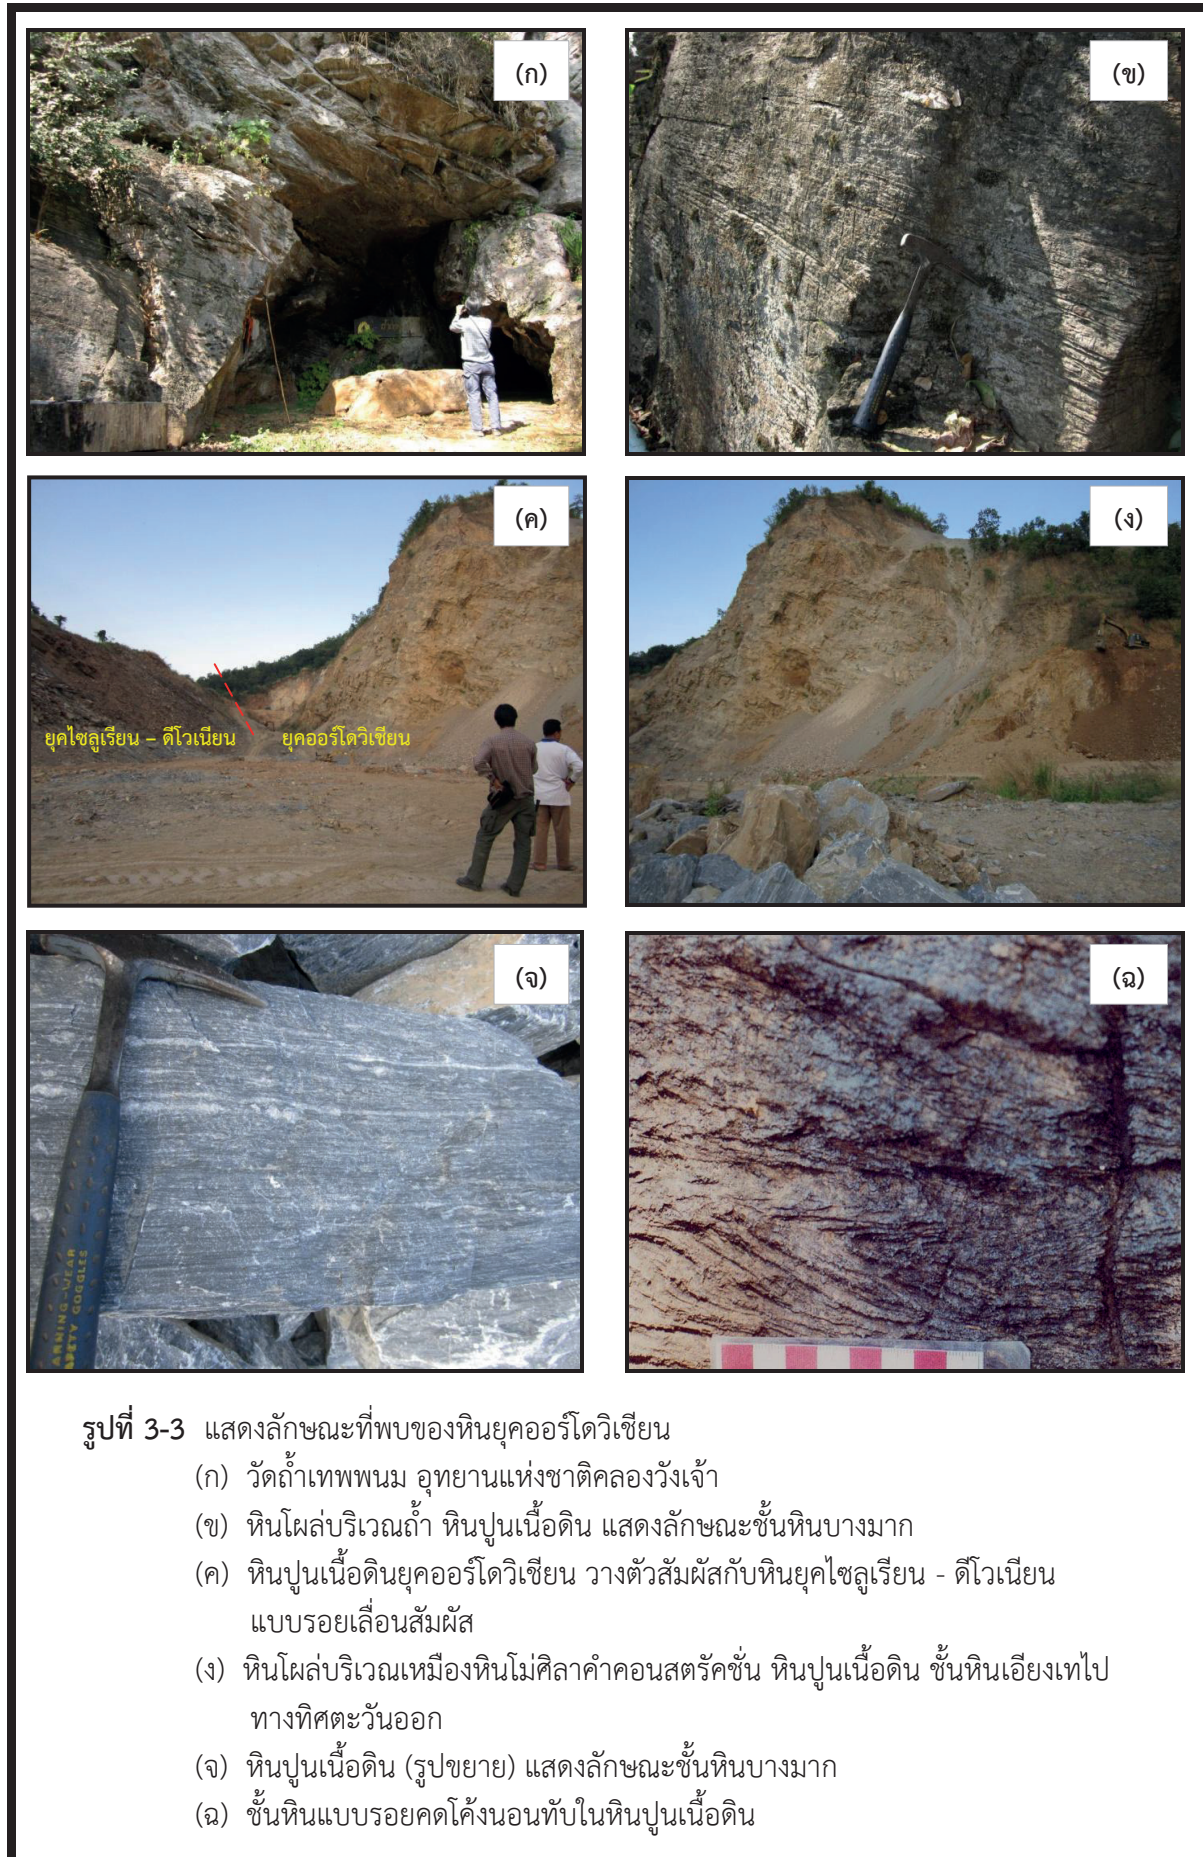 (ก)
(ข)
(ค)
ยุคไซลูเรียน – ดีโวเนียน ยุคออร์โดวิเชียน
(ง)
(จ)
ARNING-WEAR
AFETY GOGGLES
(ฉ)
รูปที่ 3-3 แสดงลักษณะที่พบของหินยุคออร์โดวิเชียน
(ก) วัดถ้ำเทพพนม อุทยานแห่งชาติคลองวังเจ้า
(ข) หินโผล่บริเวณถ้ำ หินปูนเนื้อดิน แสดงลักษณะชั้นหินบางมาก
(ค) หินปูนเนื้อดินยุคออร์โดวิเชียน วางตัวสัมผัสกับหินยุคไซลูเรียน - ดีโวเนียน
แบบรอยเลื่อนสัมผัส
(ง) หินโผล่บริเวณเหมืองหินโม่ศิลาคำคอนสตรัคชั่น หินปูนเนื้อดิน ชั้นหินเอียงเทไป
ทางทิศตะวันออก
(จ) หินปูนเนื้อดิน (รูปขยาย) แสดงลักษณะชั้นหินบางมาก
(ฉ) ชั้นหินแบบรอยคดโค้งนอนทับในหินปูนเนื้อดิน